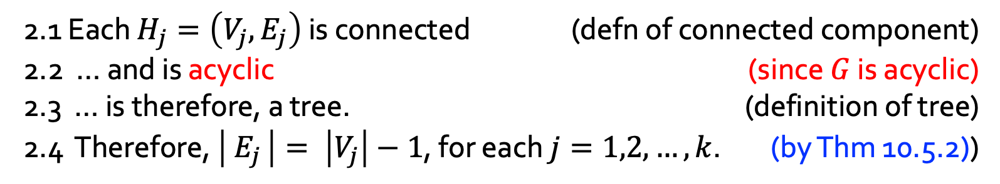 2.1 Each H_j = (V_j, E_j) is connected (defn of connected component)
2.2 ... and is acyclic (since G is acyclic)
2.3 ... is therefore, a tree. (definition of tree)
2.4 Therefore, | E_j | = |V_j| − 1, for each j = 1,2, ... , k. (by Thm 10.5.2))